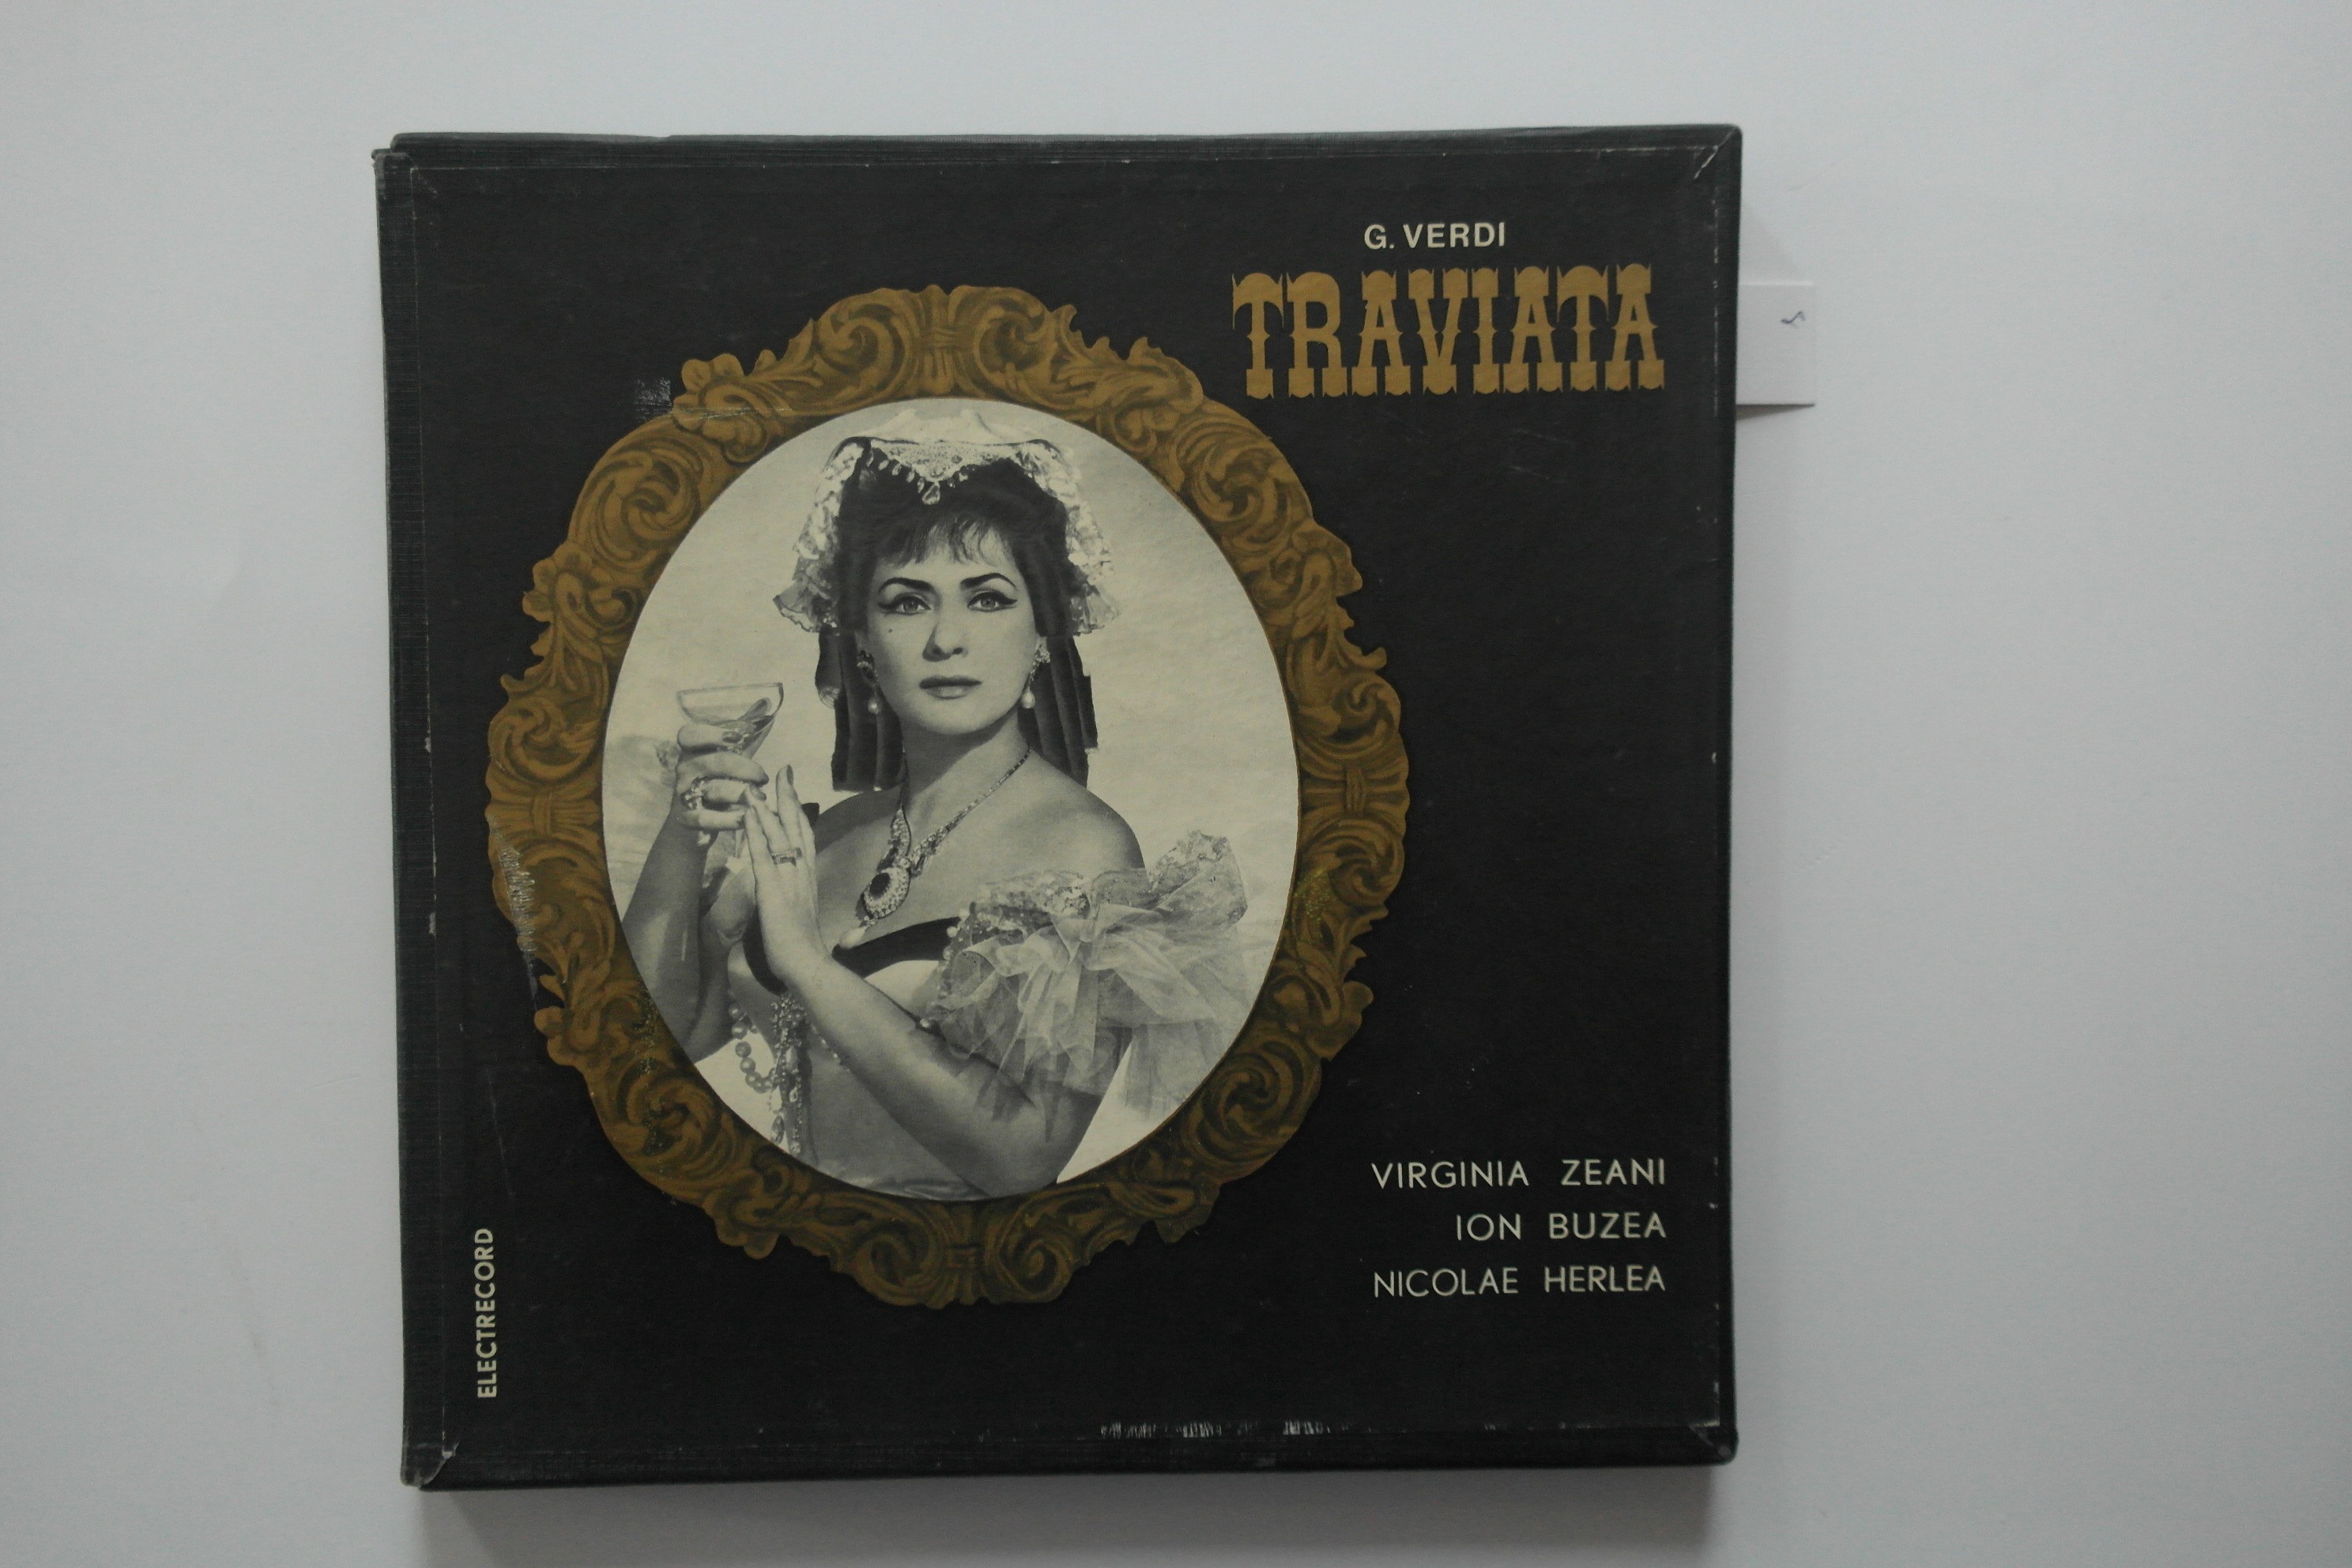 G. VERDI
TRAVIATA
VIRGINIA ZEANI
ION BUZEA
NICOLAE HERLEA
ELECTRECORD